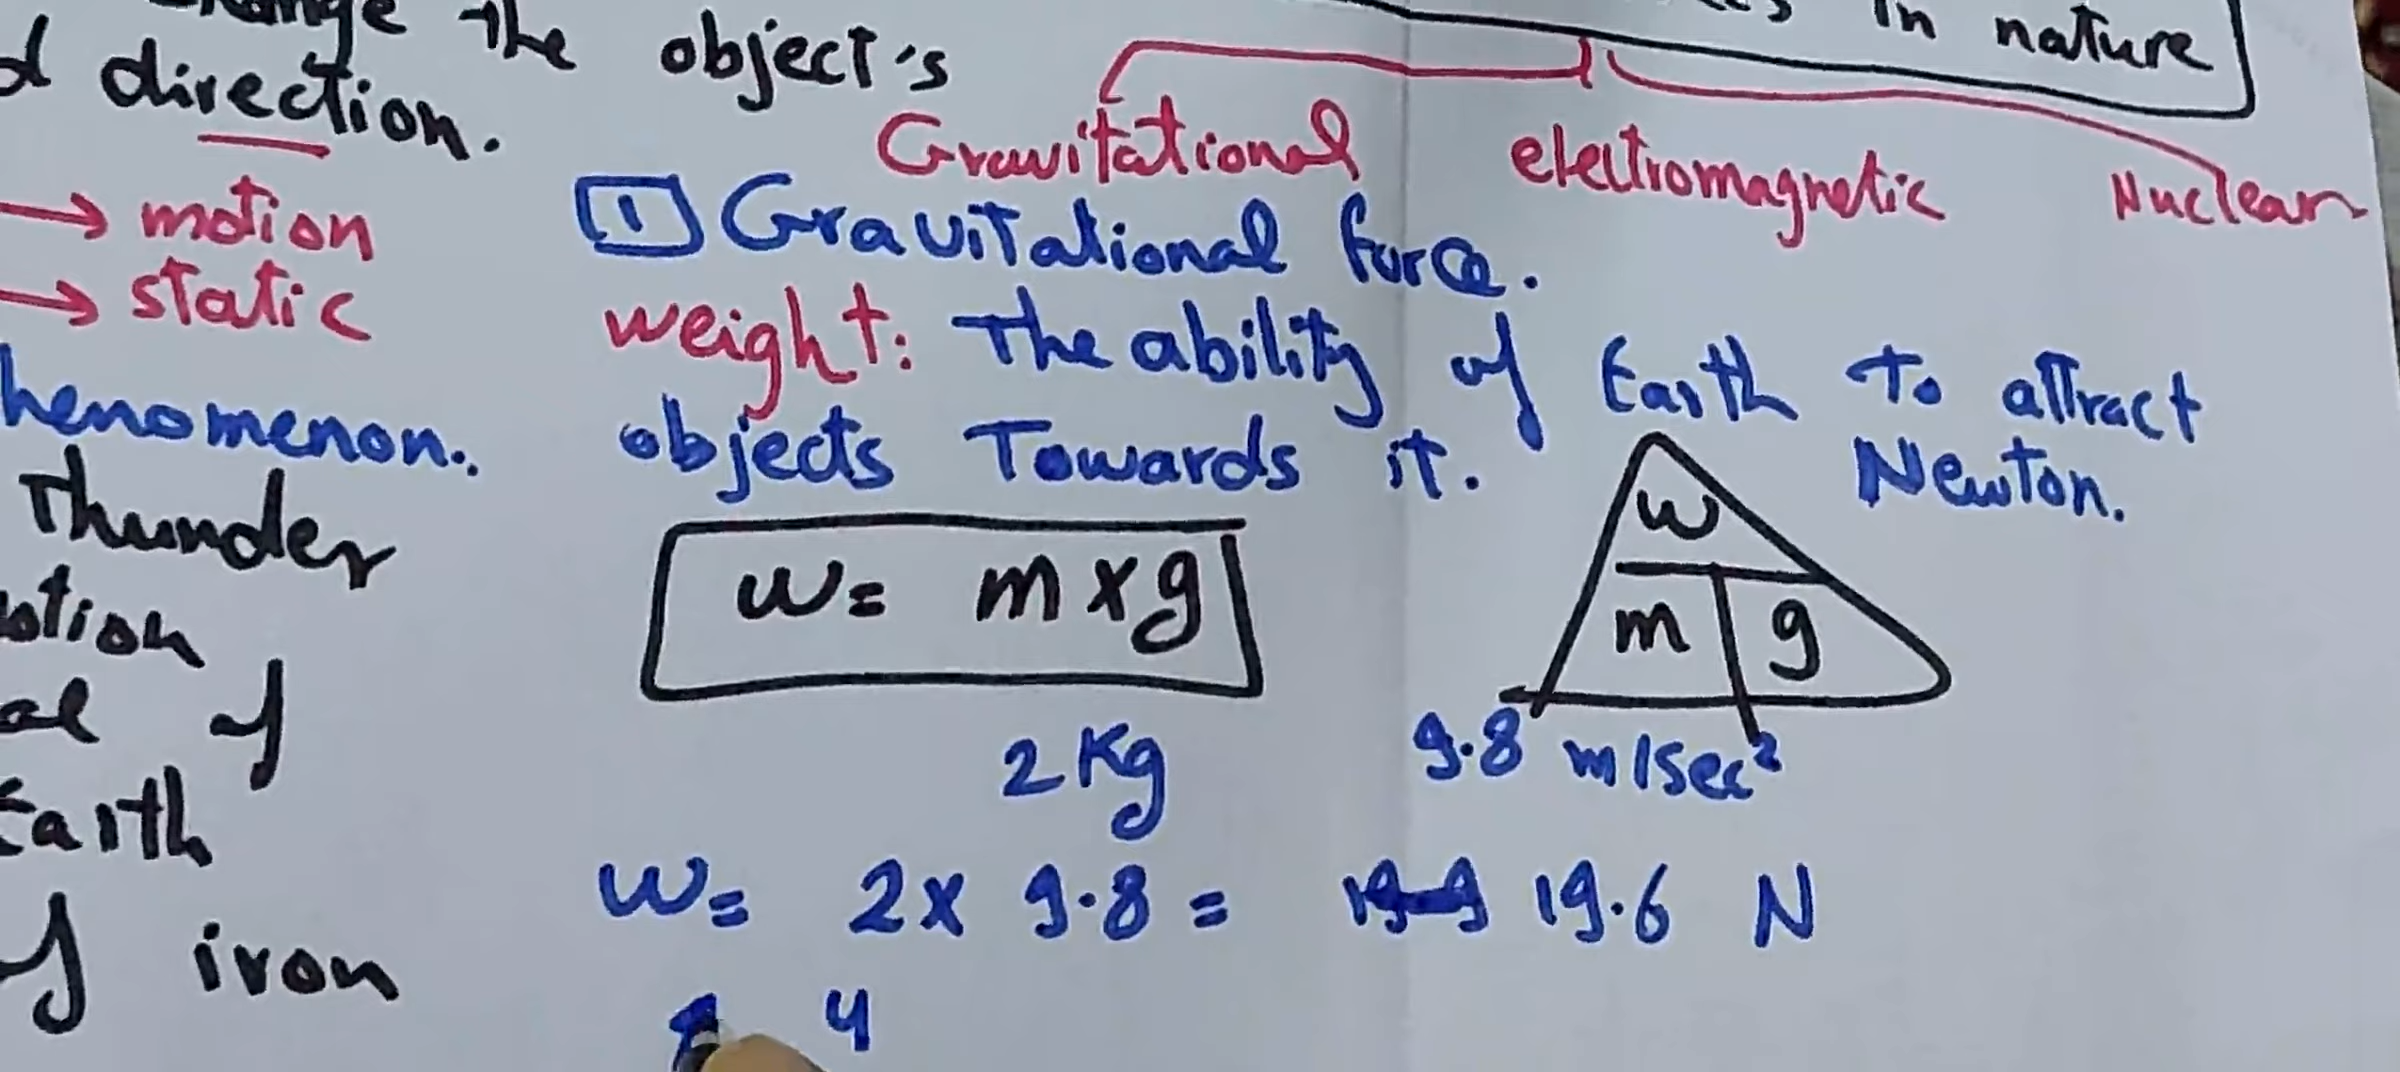 change the object's
direction.
→ motion
→ static
Thunder
Earth
iron
in nature
Gravitational electromagnetic Nuclear
1 Gravitational force.
weight: The ability of Earth to attract
objects Towards it. Newton.
W= m×g
w
m g
2 Kg 9.8 m/sec²
W= 2× 9.8 = 19.6 N
4